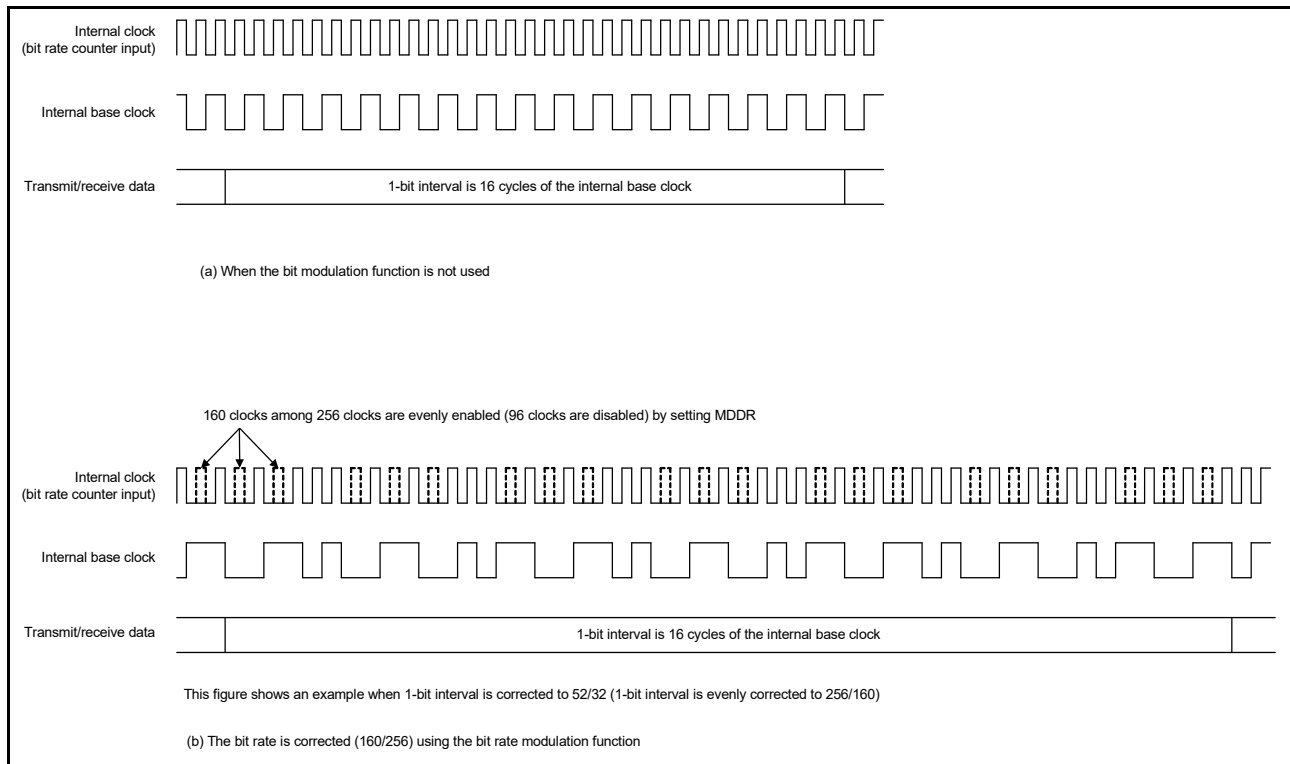 Internal clock
(bit rate counter input)
Internal base clock
Transmit/receive data
1-bit interval is 16 cycles of the internal base clock
(a) When the bit modulation function is not used
160 clocks among 256 clocks are evenly enabled (96 clocks are disabled) by setting MDDR
Internal clock
(bit rate counter input)
Internal base clock
Transmit/receive data
1-bit interval is 16 cycles of the internal base clock
This figure shows an example when 1-bit interval is corrected to 52/32 (1-bit interval is evenly corrected to 256/160)
(b) The bit rate is corrected (160/256) using the bit rate modulation function